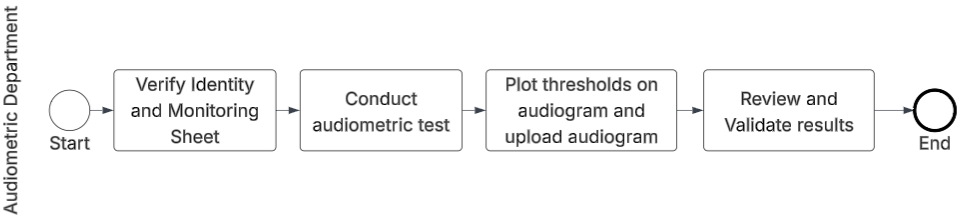 Audiometric Department
Start
Verify Identity
and Monitoring
Sheet
Conduct
audiometric test
Plot thresholds on
audiogram and
upload audiogram
Review and
Validate results
End